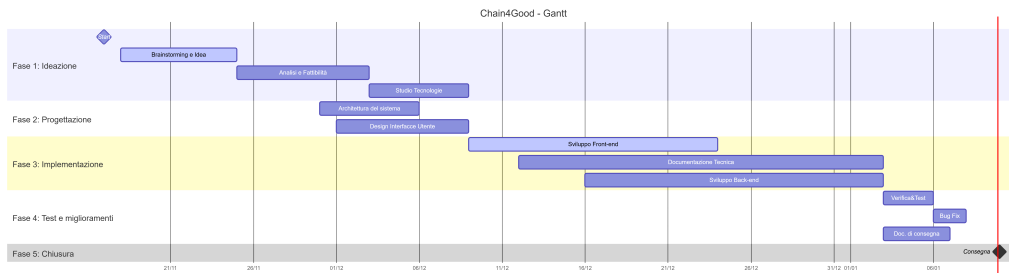 Chain4Good - Gantt
Start
Brainstorming e Idea
Fase 1: Ideazione
Analisi e Fattibilità
Studio Tecnologie
Architettura del sistema
Fase 2: Progettazione
Design Interfacce Utente
Sviluppo Front-end
Fase 3: Implementazione
Documentazione Tecnica
Sviluppo Back-end
Verifica&Test
Fase 4: Test e miglioramenti
Bug Fix
Doc. di consegna
Fase 5: Chiusura
Consegna
21/11 26/11 01/12 06/12 11/12 16/12 21/12 26/12 31/12 01/01 06/01